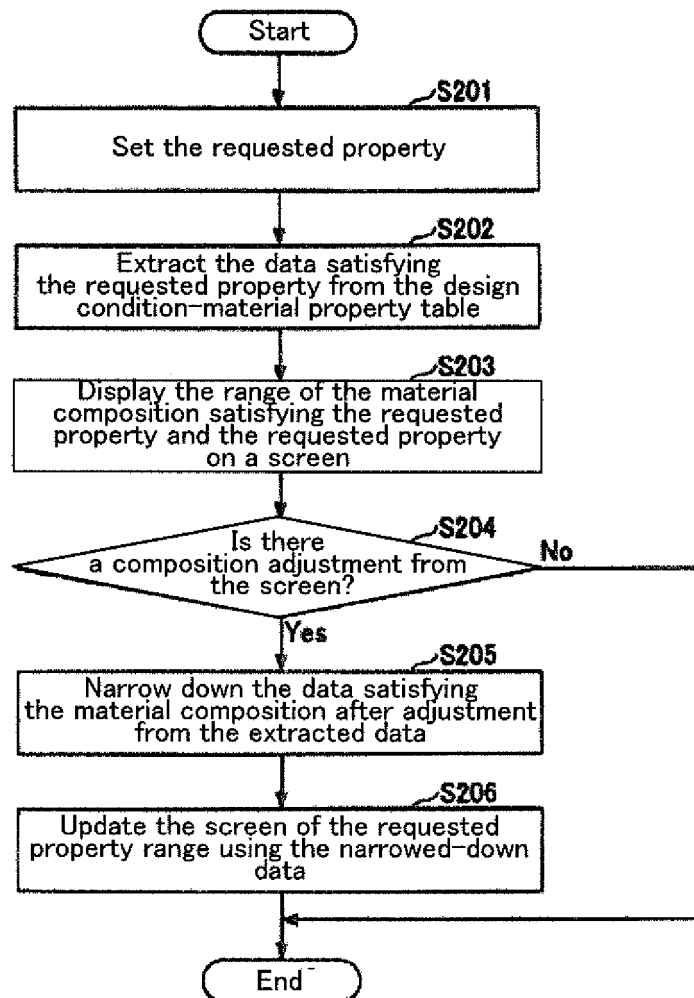 Start
S201
Set the requested property
S202
Extract the data satisfying
the requested property from the design
condition-material property table
S203
Display the range of the material
composition satisfying the requested
property and the requested property
on a screen
S204
Is there
a composition adjustment from
the screen?
No
Yes
S205
Narrow down the data satisfying
the material composition after adjustment
from the extracted data
S206
Update the screen of the requested
property range using the narrowed-down
data
End